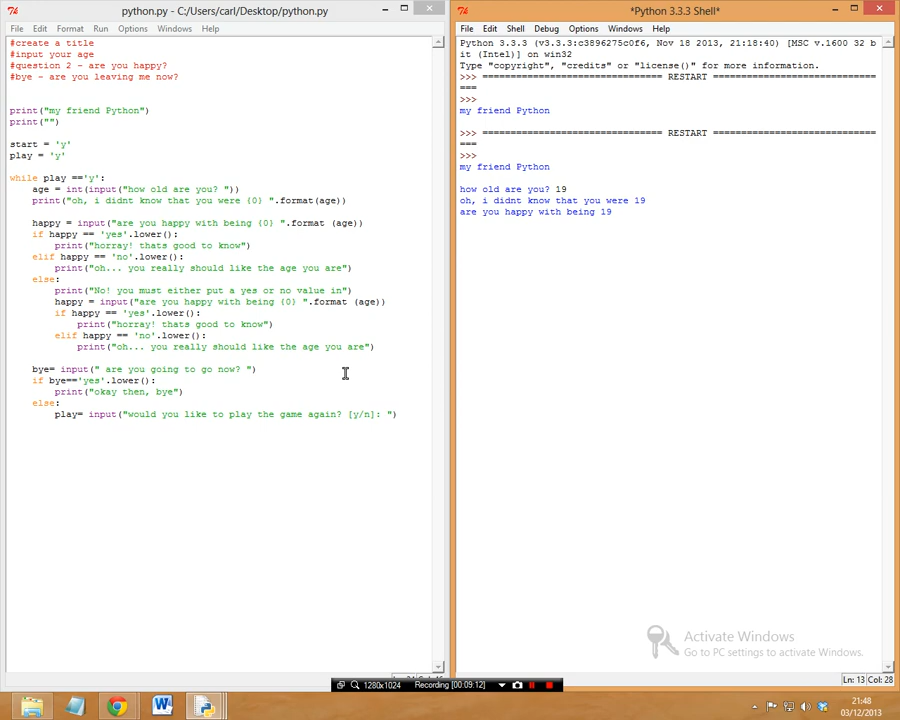 python.py - C:/Users/carl/Desktop/python.py
File Edit Format Run Options Windows Help
#create a title
#input your age
#question 2 - are you happy?
#bye - are you leaving me now?
print("my friend Python")
print("")
start = 'y'
play = 'y'
while play =='y':
age = int(input("how old are you? "))
print("oh, i didnt know that you were {0} ".format(age))
happy = input("are you happy with being {0} ".format (age))
if happy == 'yes'.lower():
print("horray! thats good to know")
elif happy == 'no'.lower():
print("oh... you really should like the age you are")
else:
print("No! you must either put a yes or no value in")
happy = input("are you happy with being {0} ".format (age))
if happy == 'yes'.lower():
print("horray! thats good to know")
elif happy == 'no'.lower():
print("oh... you really should like the age you are")
bye= input(" are you going to go now? ")
if bye=='yes'.lower():
print("okay then, bye")
else:
play= input("would you like to play the game again? [y/n]: ")
*Python 3.3.3 Shell*
File Edit Shell Debug Options Windows Help
Python 3.3.3 (v3.3.3:c3896275c0f6, Nov 18 2013, 21:18:40) [MSC v.1600 32 b
it (Intel)] on win32
Type "copyright", "credits" or "license()" for more information.
>>> ================================ RESTART =============================
===
>>>
my friend Python
>>> ================================ RESTART =============================
===
>>>
my friend Python
how old are you? 19
oh, i didnt know that you were 19
are you happy with being 19
Activate Windows
Go to PC settings to activate Windows.
Ln: 13 Col: 28
1280x1024 Recording [00:09:12]
21:48
03/12/2013